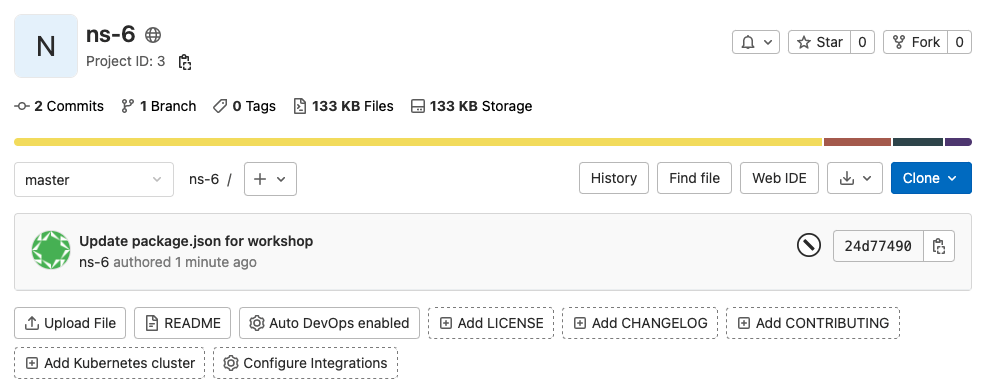 N
ns-6
Project ID: 3
Star 0
Fork 0
2 Commits 1 Branch 0 Tags 133 KB Files 133 KB Storage
master
ns-6 /
History Find file Web IDE Clone
Update package.json for workshop
ns-6 authored 1 minute ago
24d77490
Upload File README Auto DevOps enabled Add LICENSE Add CHANGELOG Add CONTRIBUTING
Add Kubernetes cluster Configure Integrations